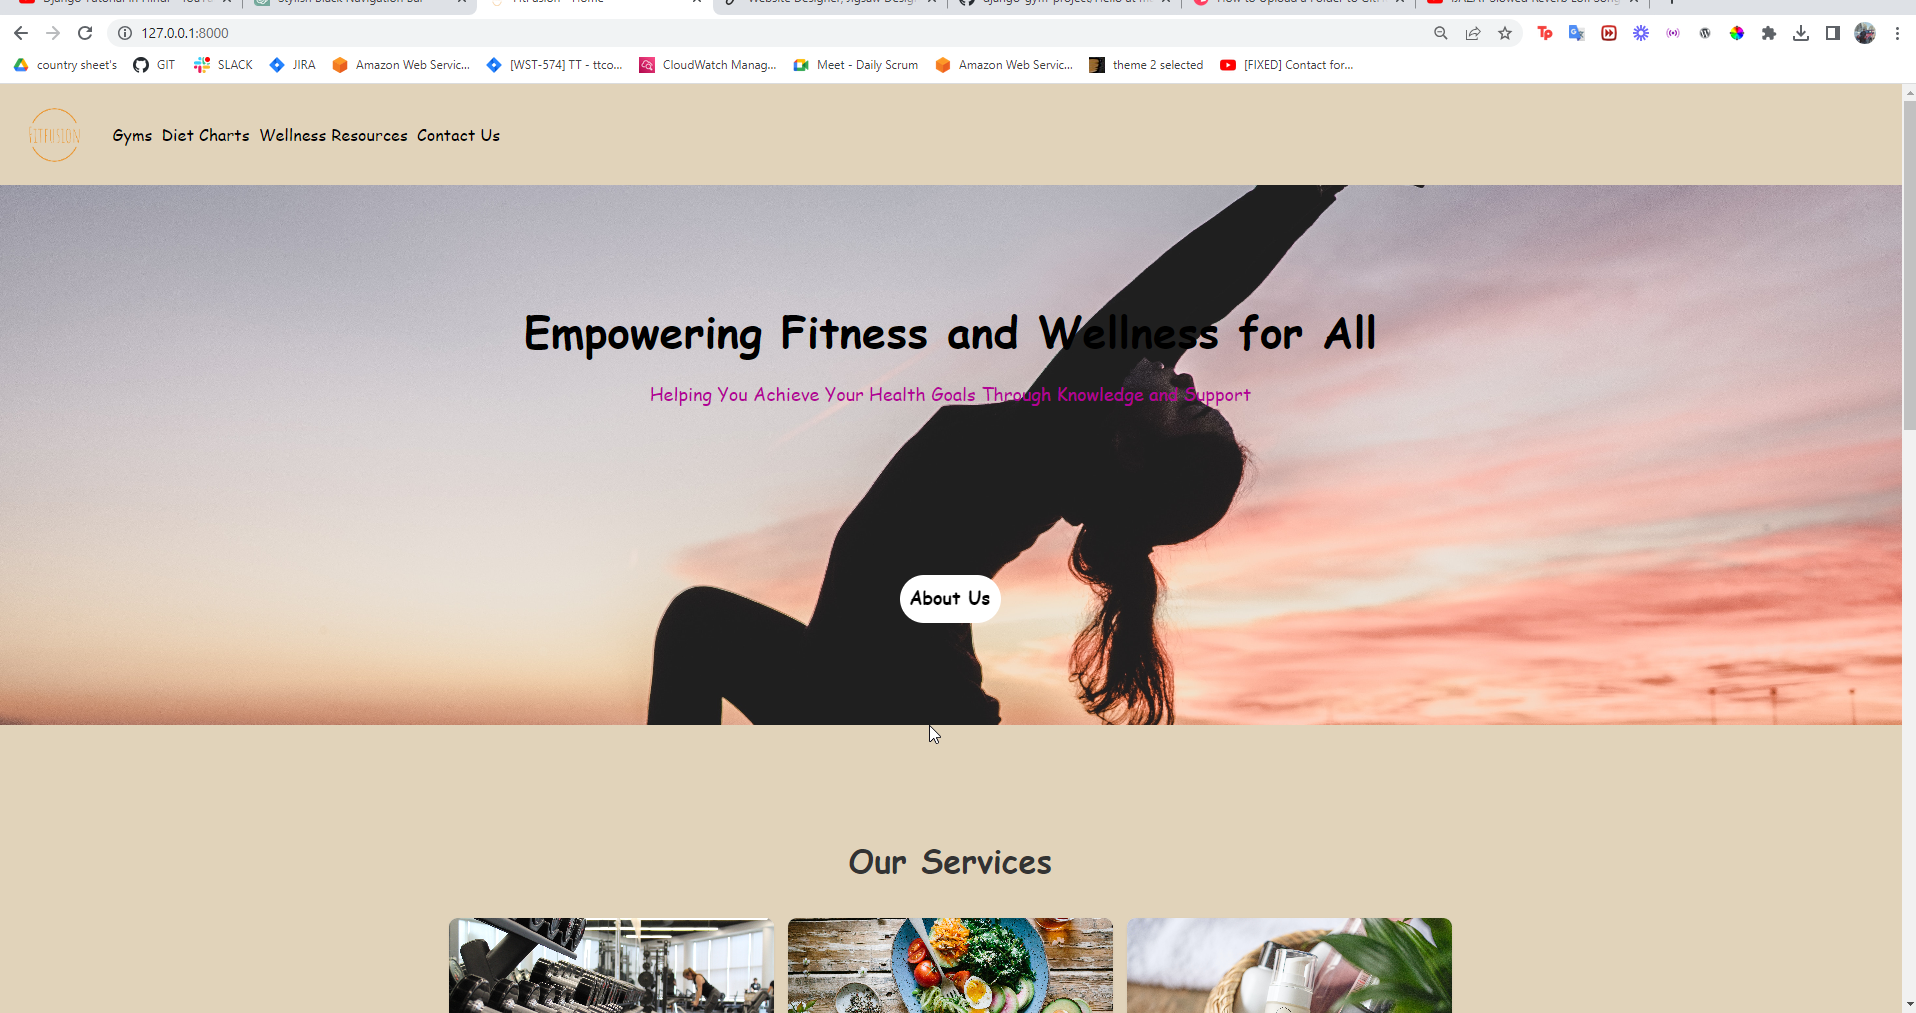 127.0.0.1:8000
country sheet's GIT SLACK JIRA Amazon Web Servic... [WST-574] TT - ttco... CloudWatch Manag... Meet - Daily Scrum Amazon Web Servic... theme 2 selected [FIXED] Contact for...
FITFUSION Gyms Diet Charts Wellness Resources Contact Us
Empowering Fitness and Wellness for All
Helping You Achieve Your Health Goals Through Knowledge and Support
About Us
Our Services